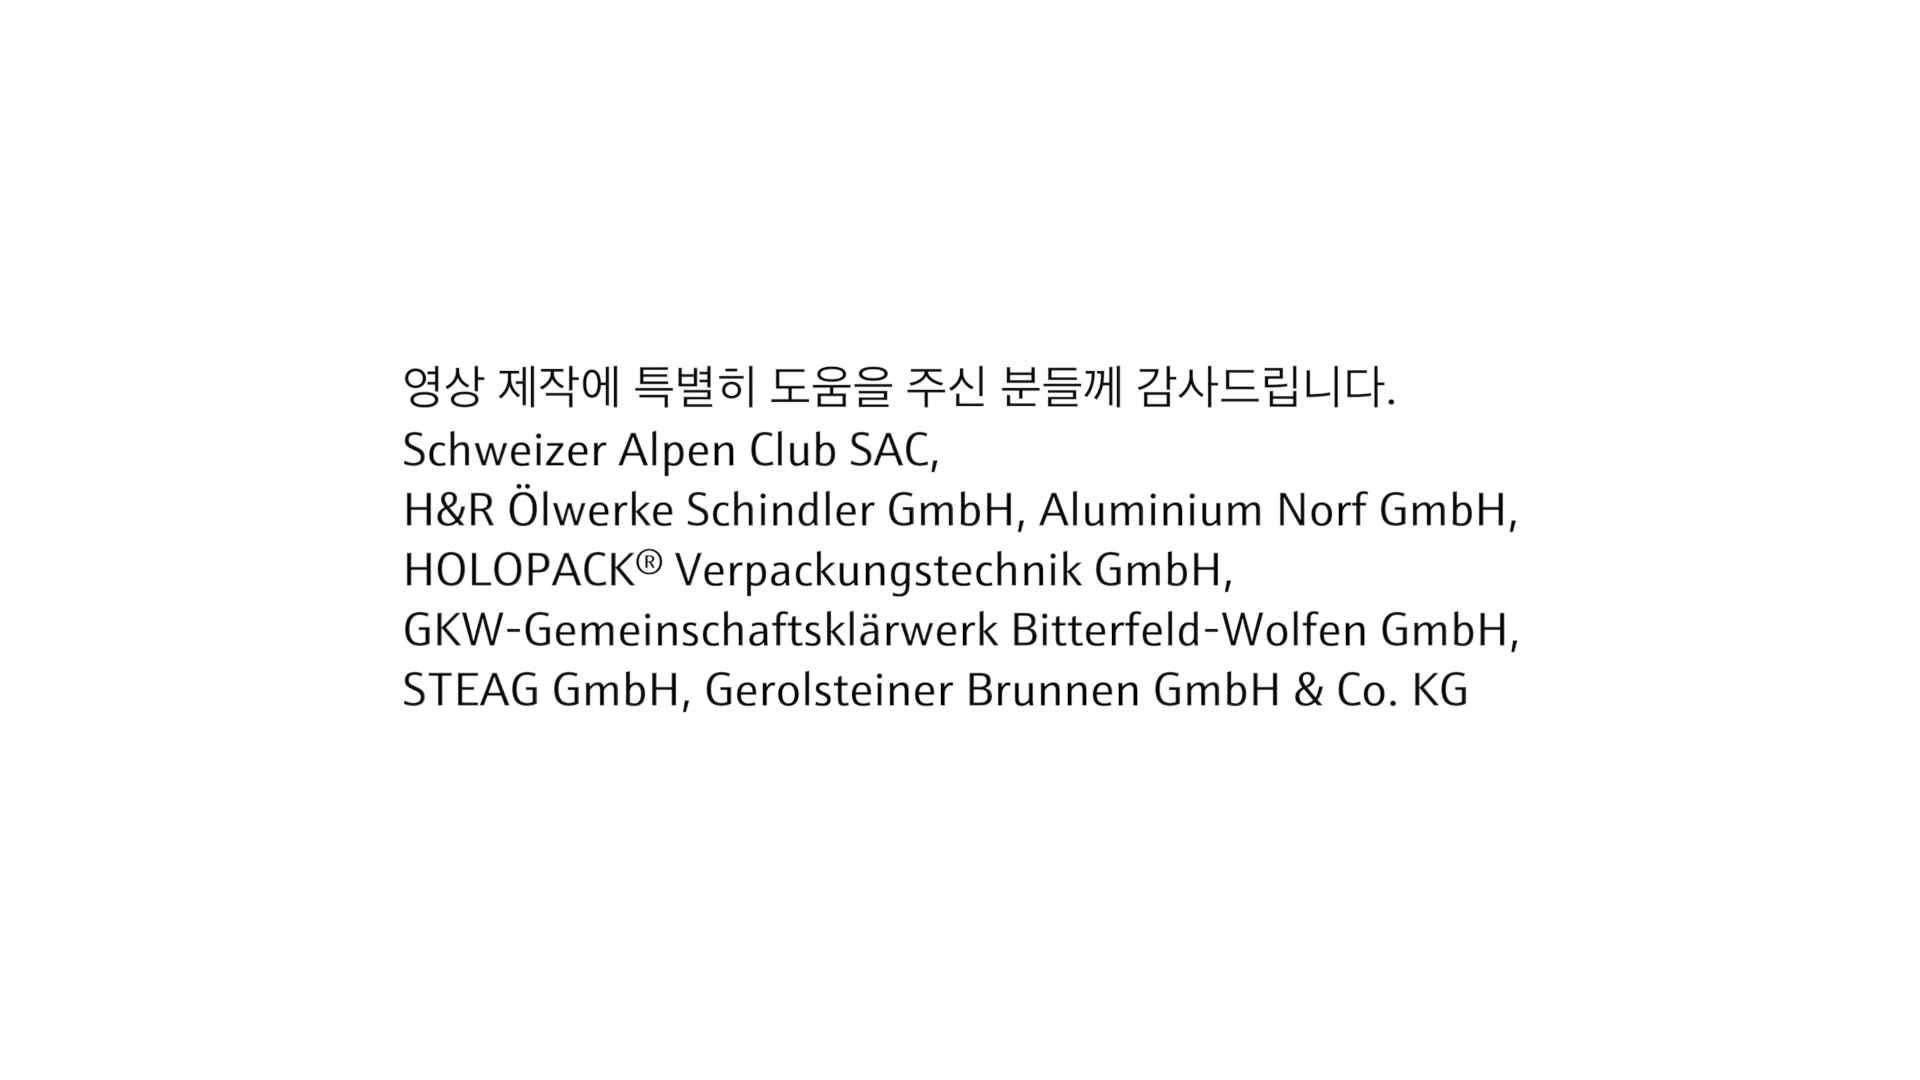 영상 제작에 특별히 도움을 주신 분들께 감사드립니다.
Schweizer Alpen Club SAC,
H&R Ölwerke Schindler GmbH, Aluminium Norf GmbH,
HOLOPACK® Verpackungstechnik GmbH,
GKW-Gemeinschaftsklärwerk Bitterfeld-Wolfen GmbH,
STEAG GmbH, Gerolsteiner Brunnen GmbH & Co. KG